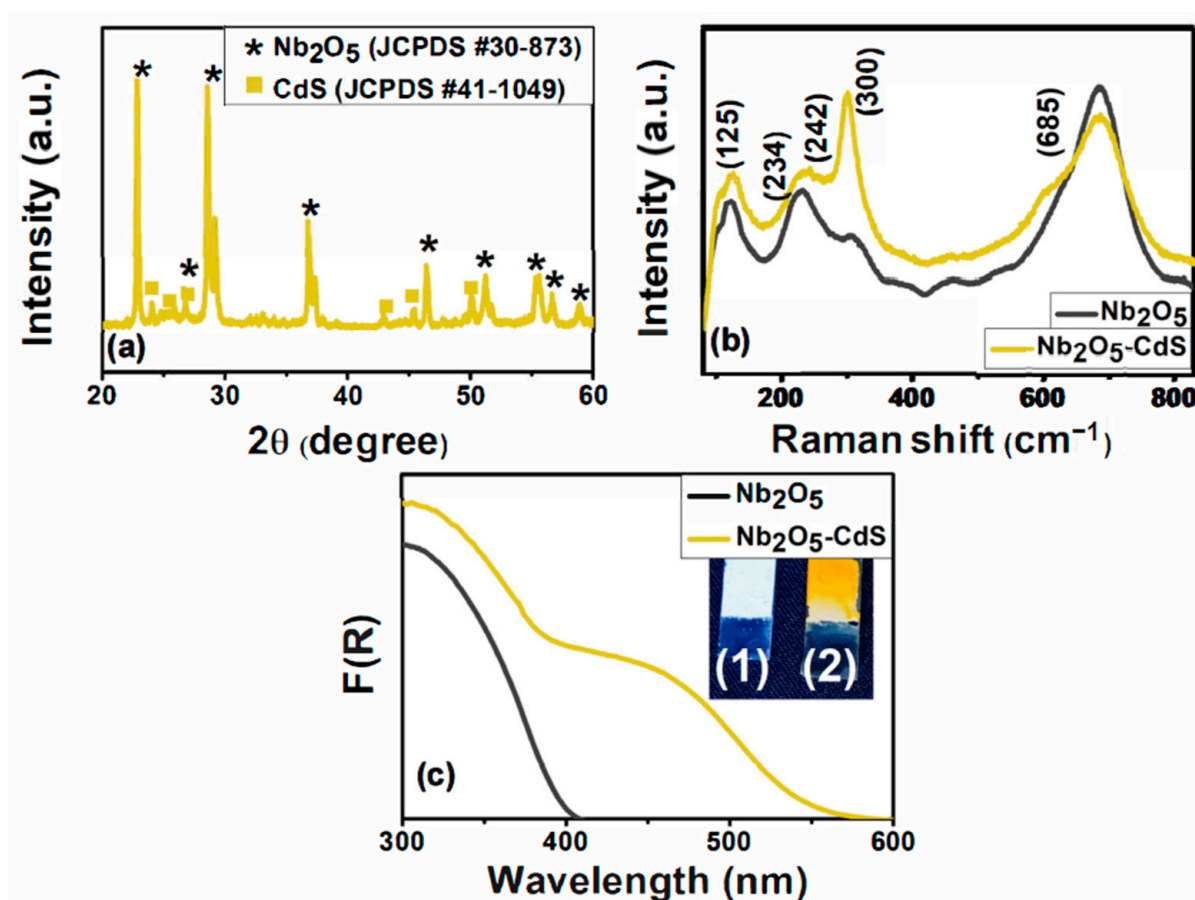 * Nb₂O₅ (JCPDS #30-873)
CdS (JCPDS #41-1049)
Intensity (a.u.)
(a)
20 30 40 50 60
2θ (degree)
(125)
(234)
(242)
(300)
(685)
Intensity (a.u.)
Nb₂O₅
Nb₂O₅-CdS
(b)
200 400 600 800
Raman shift (cm⁻¹)
Nb₂O₅
Nb₂O₅-CdS
(1) (2)
F(R)
(c)
300 400 500 600
Wavelength (nm)